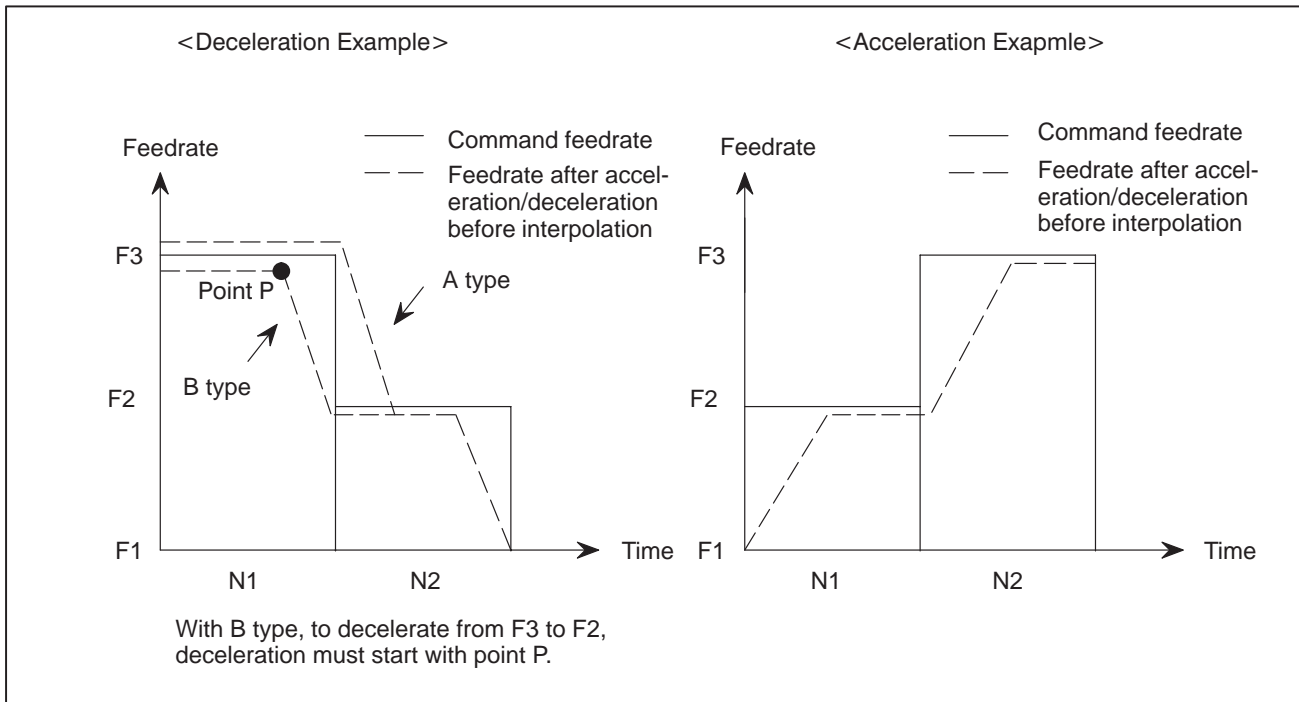 <Deceleration Example>
Feedrate
Command feedrate
Feedrate after accel-
eration/deceleration
before interpolation
F3
Point P
A type
B type
F2
F1
Time
N1
N2
With B type, to decelerate from F3 to F2,
deceleration must start with point P.
<Acceleration Exapmle>
Feedrate
Command feedrate
Feedrate after accel-
eration/deceleration
before interpolation
F3
F2
F1
Time
N1
N2